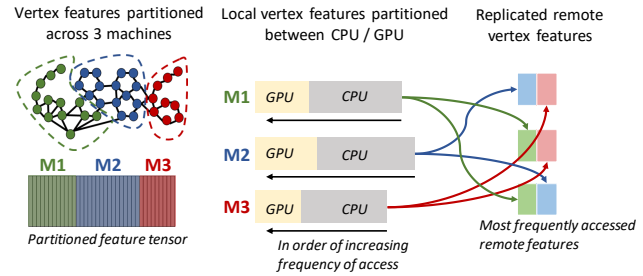 Vertex features partitioned
across 3 machines
M1 M2 M3
Partitioned feature tensor
Local vertex features partitioned
between CPU / GPU
M1 GPU CPU
M2 GPU CPU
M3 GPU CPU
In order of increasing
frequency of access
Replicated remote
vertex features
Most frequently accessed
remote features